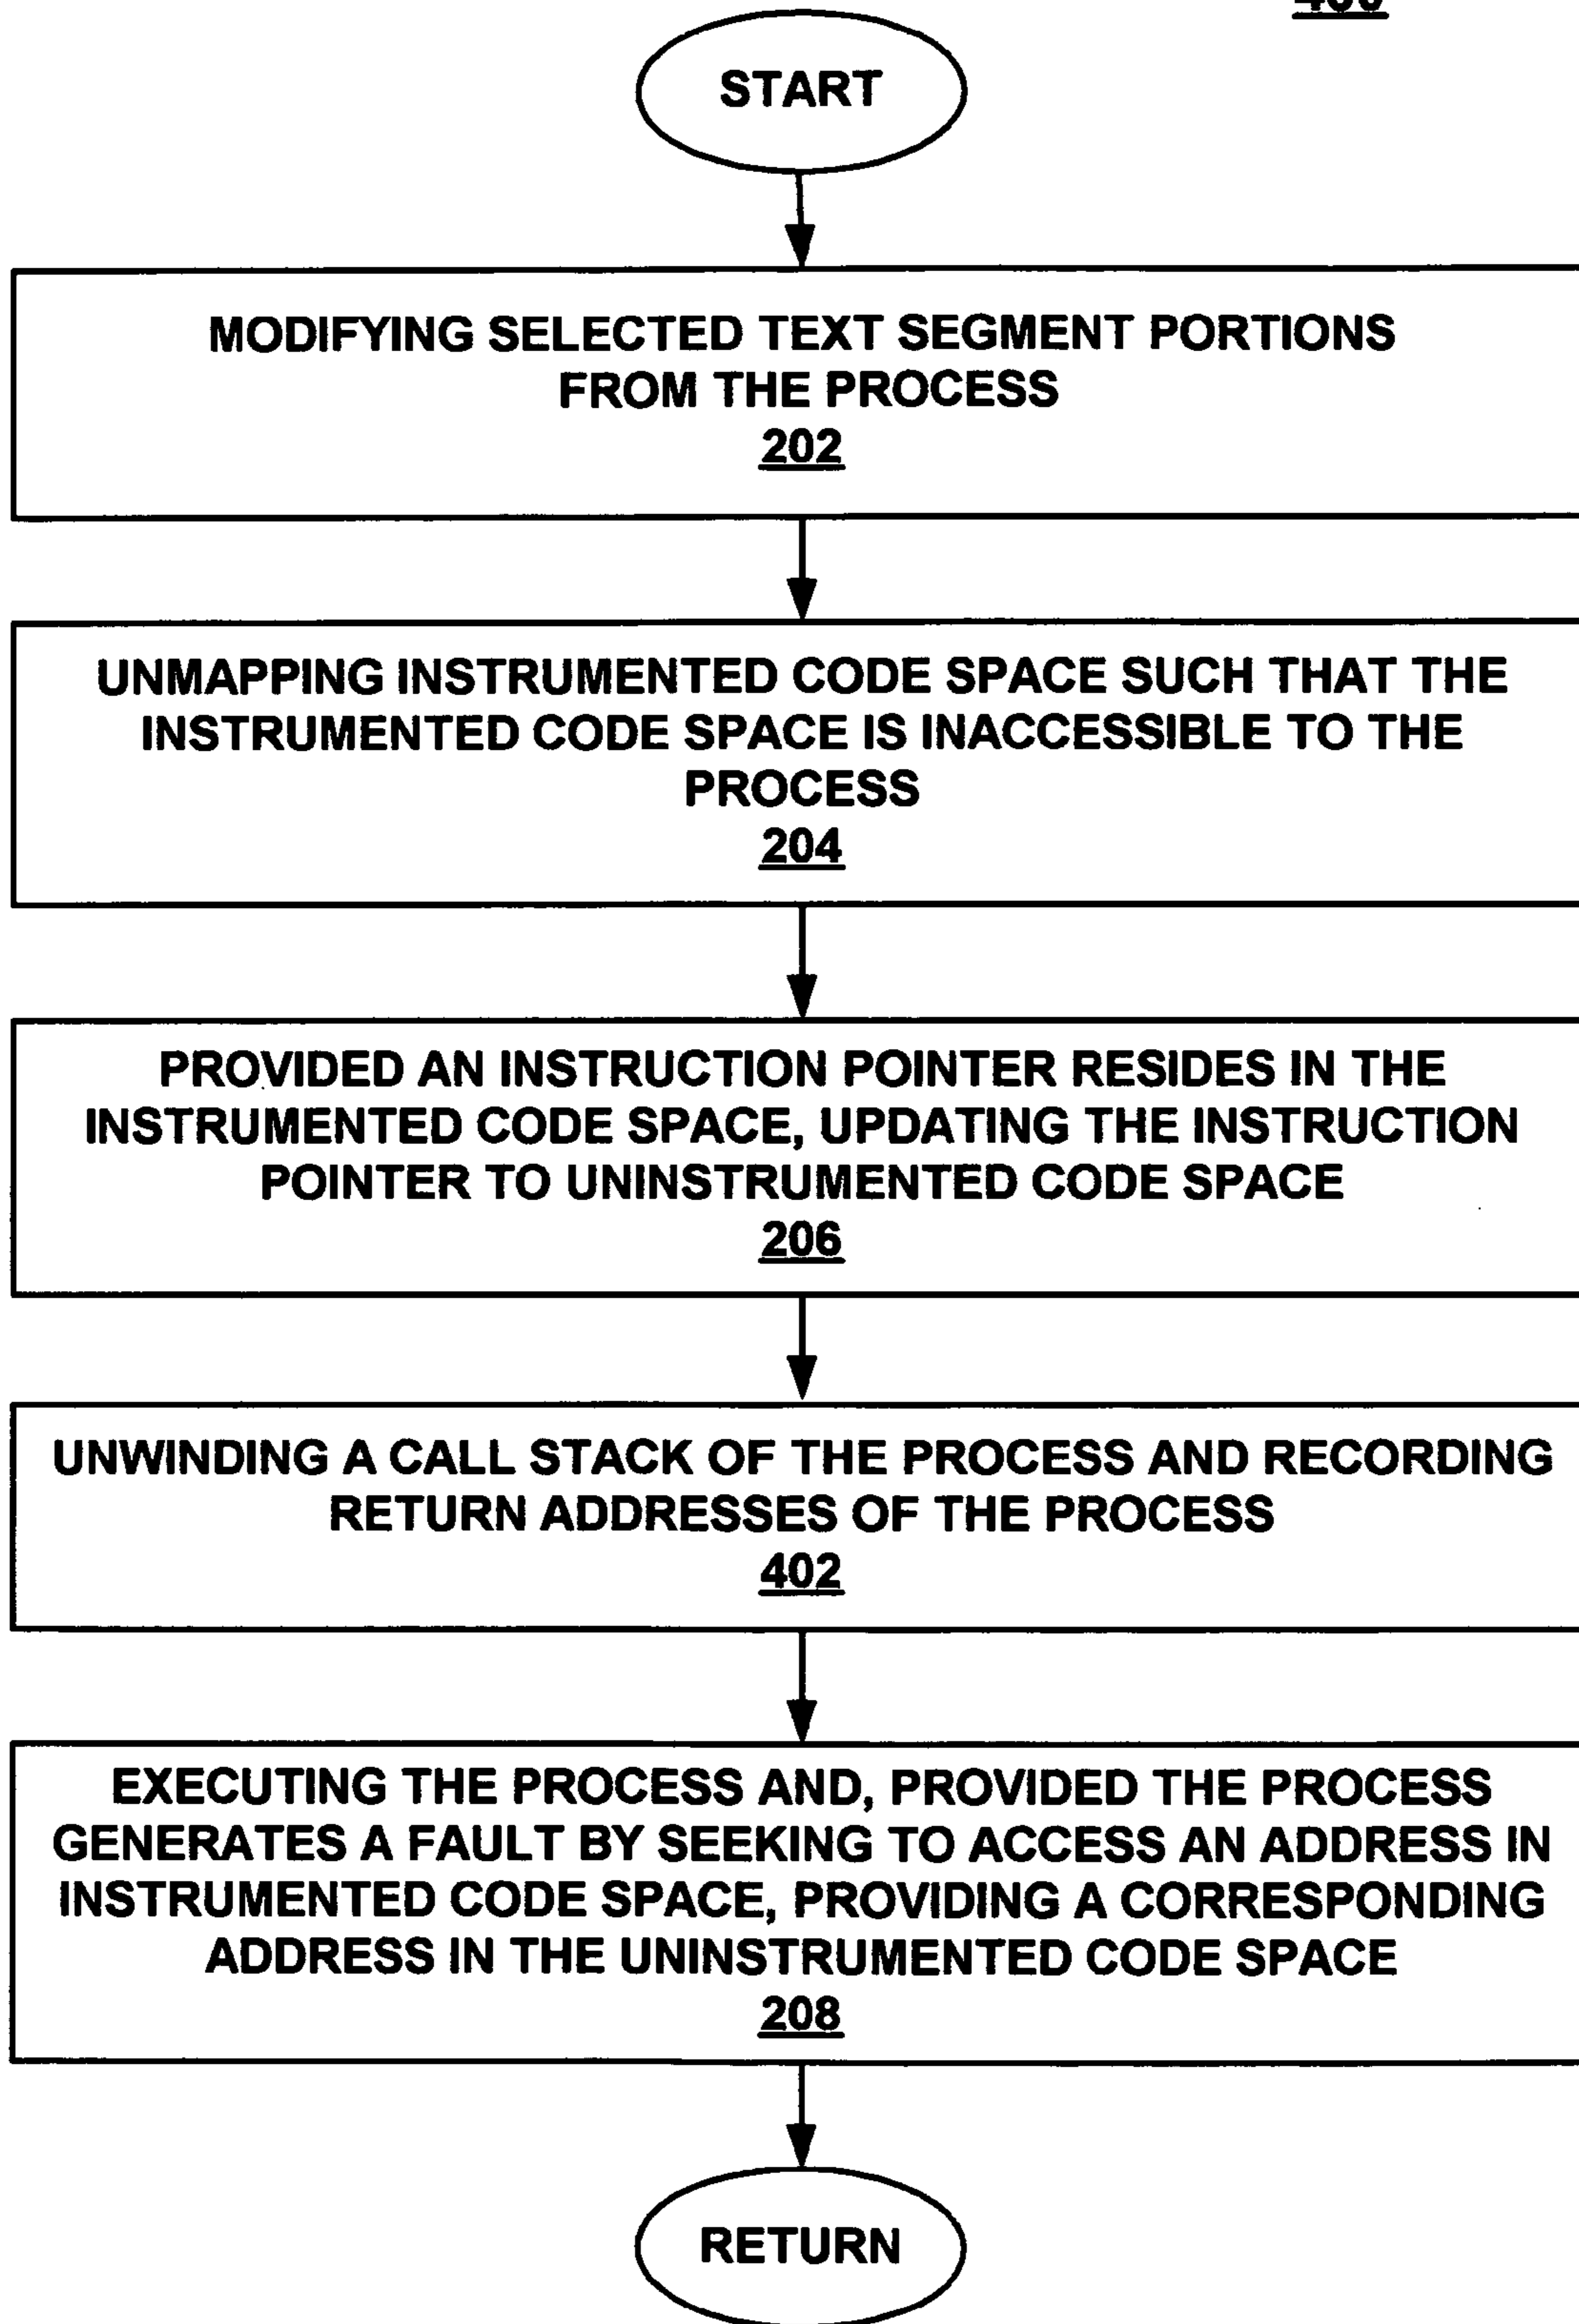 400
START
MODIFYING SELECTED TEXT SEGMENT PORTIONS
FROM THE PROCESS
202
UNMAPPING INSTRUMENTED CODE SPACE SUCH THAT THE
INSTRUMENTED CODE SPACE IS INACCESSIBLE TO THE
PROCESS
204
PROVIDED AN INSTRUCTION POINTER RESIDES IN THE
INSTRUMENTED CODE SPACE, UPDATING THE INSTRUCTION
POINTER TO UNINSTRUMENTED CODE SPACE
206
UNWINDING A CALL STACK OF THE PROCESS AND RECORDING
RETURN ADDRESSES OF THE PROCESS
402
EXECUTING THE PROCESS AND, PROVIDED THE PROCESS
GENERATES A FAULT BY SEEKING TO ACCESS AN ADDRESS IN
INSTRUMENTED CODE SPACE, PROVIDING A CORRESPONDING
ADDRESS IN THE UNINSTRUMENTED CODE SPACE
208
RETURN